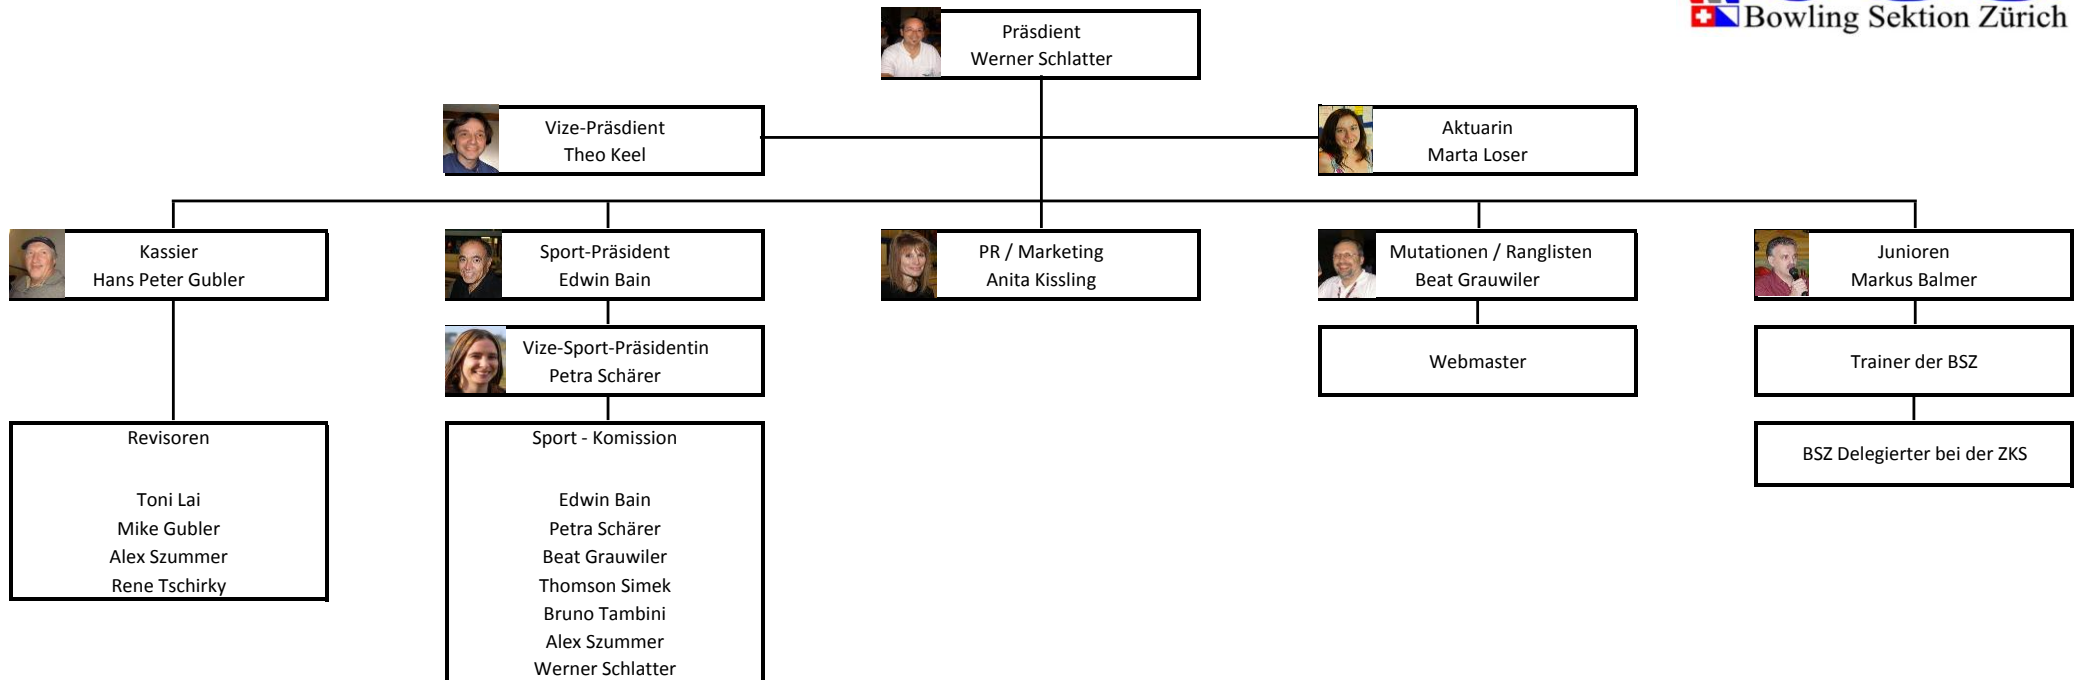 Bowling Sektion Zürich
Präsdient
Werner Schlatter
Vize-Präsdient
Theo Keel
Aktuarin
Marta Loser
Kassier
Hans Peter Gubler
Sport-Präsident
Edwin Bain
PR / Marketing
Anita Kissling
Mutationen / Ranglisten
Beat Grauwiler
Junioren
Markus Balmer
Vize-Sport-Präsidentin
Petra Schärer
Webmaster
Trainer der BSZ
Revisoren
Toni Lai
Mike Gubler
Alex Szummer
Rene Tschirky
Sport - Komission
Edwin Bain
Petra Schärer
Beat Grauwiler
Thomson Simek
Bruno Tambini
Alex Szummer
Werner Schlatter
BSZ Delegierter bei der ZKS